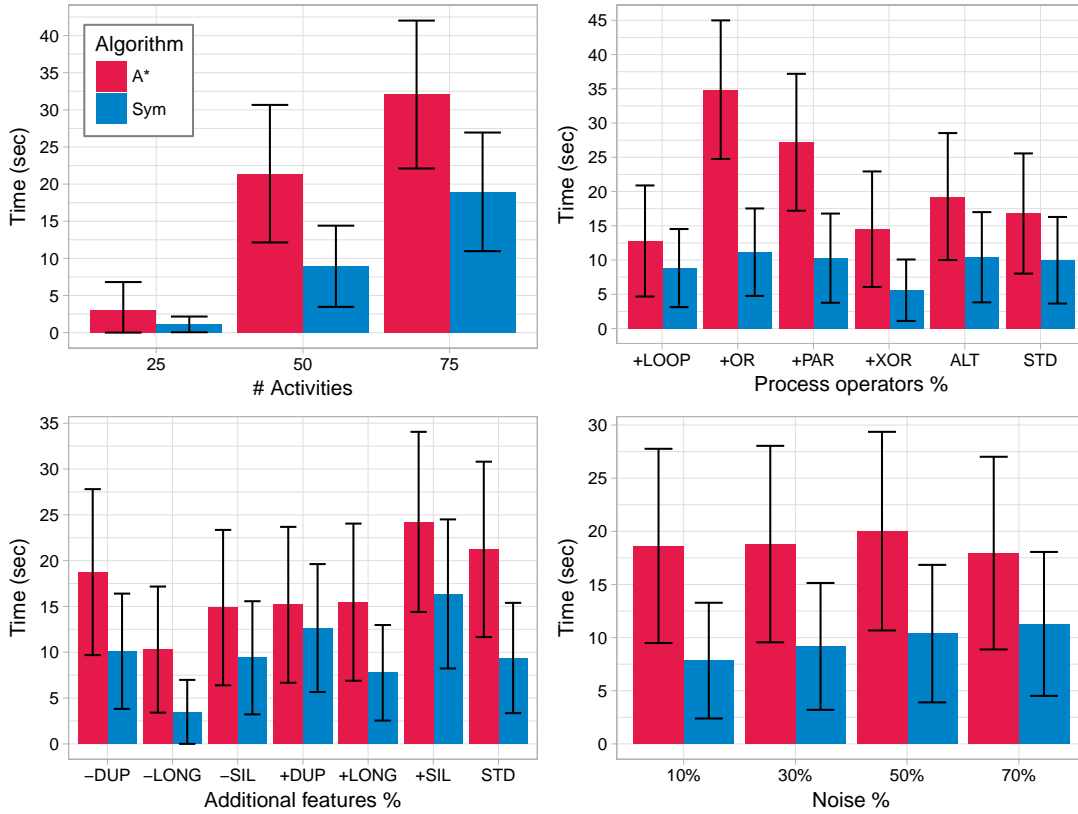 Algorithm
A*
Sym
40
35
30
25
20
15
10
5
0
Time (sec)
25 50 75
# Activities
45
40
35
30
25
20
15
10
5
0
Time (sec)
+LOOP +OR +PAR +XOR ALT STD
Process operators %
35
30
25
20
15
10
5
0
Time (sec)
−DUP −LONG −SIL +DUP +LONG +SIL STD
Additional features %
30
25
20
15
10
5
0
Time (sec)
10% 30% 50% 70%
Noise %